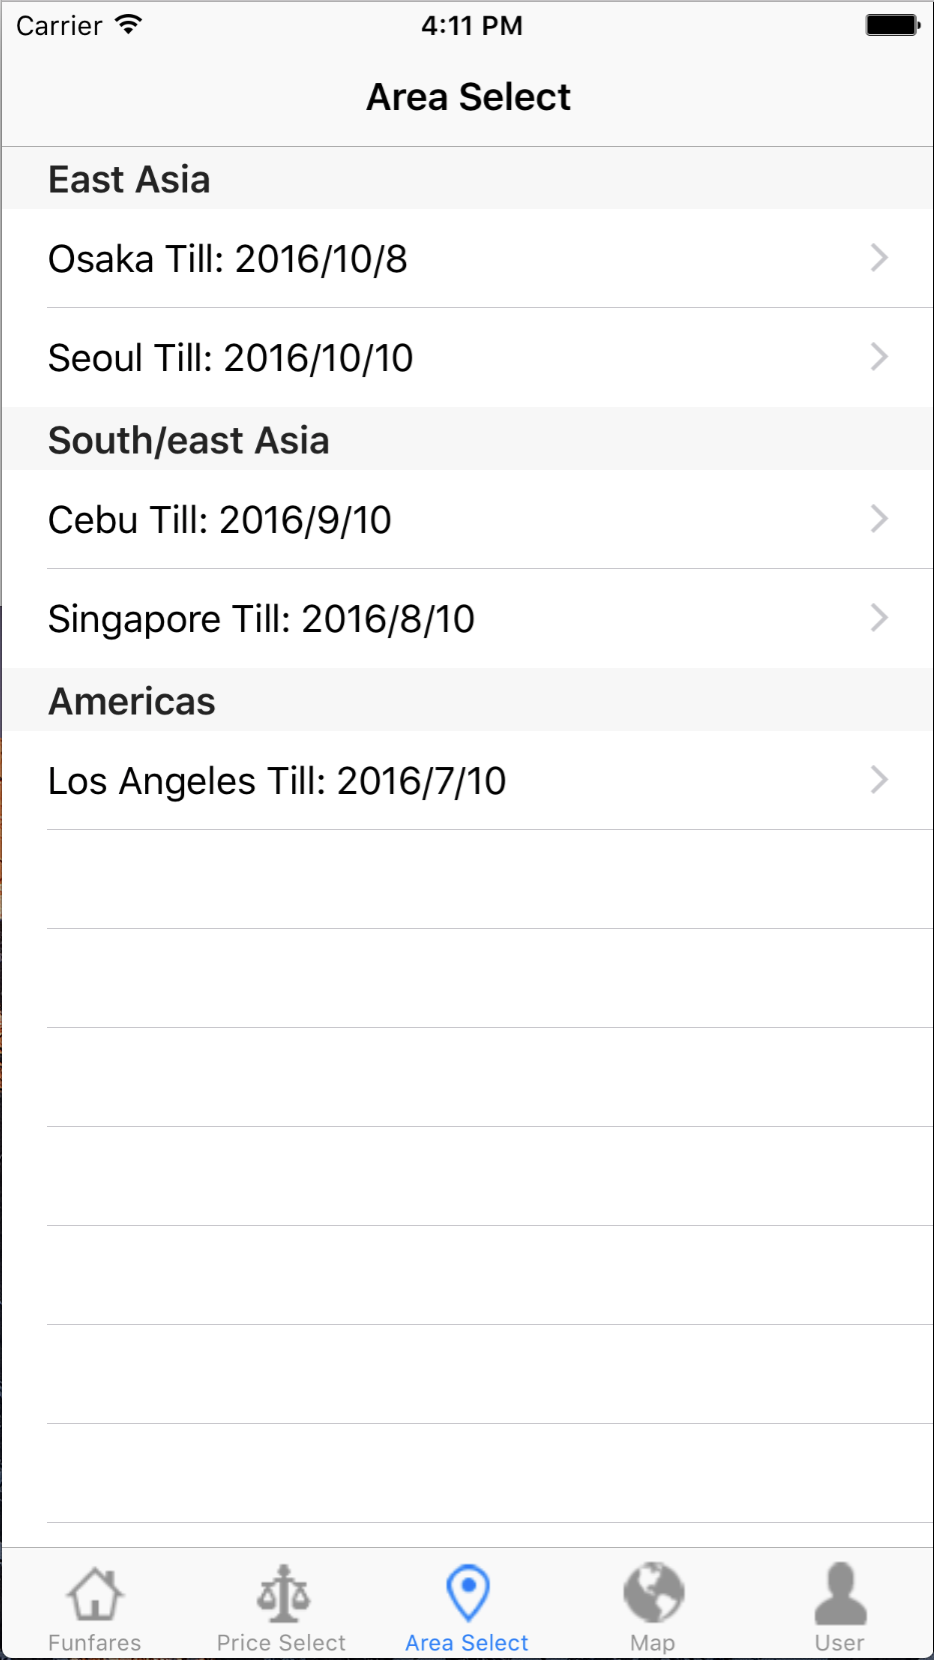 Carrier 4:11 PM
Area Select
East Asia
Osaka Till: 2016/10/8
Seoul Till: 2016/10/10
South/east Asia
Cebu Till: 2016/9/10
Singapore Till: 2016/8/10
Americas
Los Angeles Till: 2016/7/10
Funfares Price Select Area Select Map User